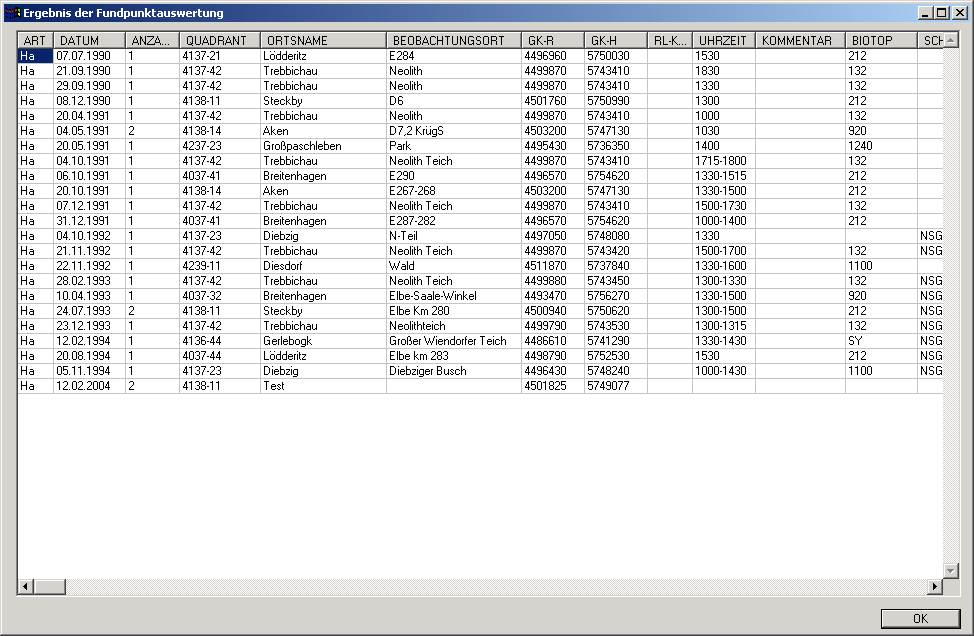 Ergebnis der Fundpunktauswertung
ART DATUM ANZA... QUADRANT ORTSNAME BEOBACHTUNGSORT GK-R GK-H RL-K... UHRZEIT KOMMENTAR BIOTOP SCH
Ha 07.07.1990 1 4137-21 Lödderitz E284 4496960 5750030 1530 212
Ha 21.09.1990 1 4137-42 Trebbichau Neolith 4499870 5743410 1830 132
Ha 29.09.1990 1 4137-42 Trebbichau Neolith 4499870 5743410 1330 132
Ha 08.12.1990 1 4138-11 Steckby D6 4501760 5750990 1300 212
Ha 20.04.1991 1 4137-42 Trebbichau Neolith 4499870 5743410 1000 132
Ha 04.05.1991 2 4138-14 Aken D7,2 KrügS 4503200 5747130 1030 920
Ha 20.05.1991 1 4237-23 Großpaschleben Park 4495430 5736350 1400 1240
Ha 04.10.1991 1 4137-42 Trebbichau Neolith Teich 4499870 5743410 1715-1800 132
Ha 06.10.1991 1 4037-41 Breitenhagen E290 4496570 5754620 1330-1515 212
Ha 20.10.1991 1 4138-14 Aken E267-268 4503200 5747130 1330-1500 212
Ha 07.12.1991 1 4137-42 Trebbichau Neolith Teich 4499870 5743410 1500-1730 132
Ha 31.12.1991 1 4037-41 Breitenhagen E287-282 4496570 5754620 1000-1400 212
Ha 04.10.1992 1 4137-23 Diebzig N-Teil 4497050 5748080 1330 NSG
Ha 21.11.1992 1 4137-42 Trebbichau Neolith Teich 4499870 5743420 1500-1700 132 NSG
Ha 22.11.1992 1 4239-11 Diesdorf Wald 4511870 5737840 1330-1600 1100
Ha 28.02.1993 1 4137-42 Trebbichau Neolith Teich 4499880 5743450 1300-1330 132 NSG
Ha 10.04.1993 1 4037-32 Breitenhagen Elbe-Saale-Winkel 4493470 5756270 1330-1500 920 NSG
Ha 24.07.1993 2 4138-11 Steckby Elbe Km 280 4500940 5750620 1300-1500 212 NSG
Ha 23.12.1993 1 4137-42 Trebbichau Neolithteich 4499790 5743530 1300-1315 132 NSG
Ha 12.02.1994 1 4136-44 Gerlebogk Großer Wiendorfer Teich 4486610 5741290 1330-1430 SY NSG
Ha 20.08.1994 1 4037-44 Lödderitz Elbe km 283 4498790 5752530 1530 212 NSG
Ha 05.11.1994 1 4137-23 Diebzig Diebziger Busch 4496430 5748240 1000-1430 1100 NSG
Ha 12.02.2004 2 4138-11 Test 4501825 5749077
OK